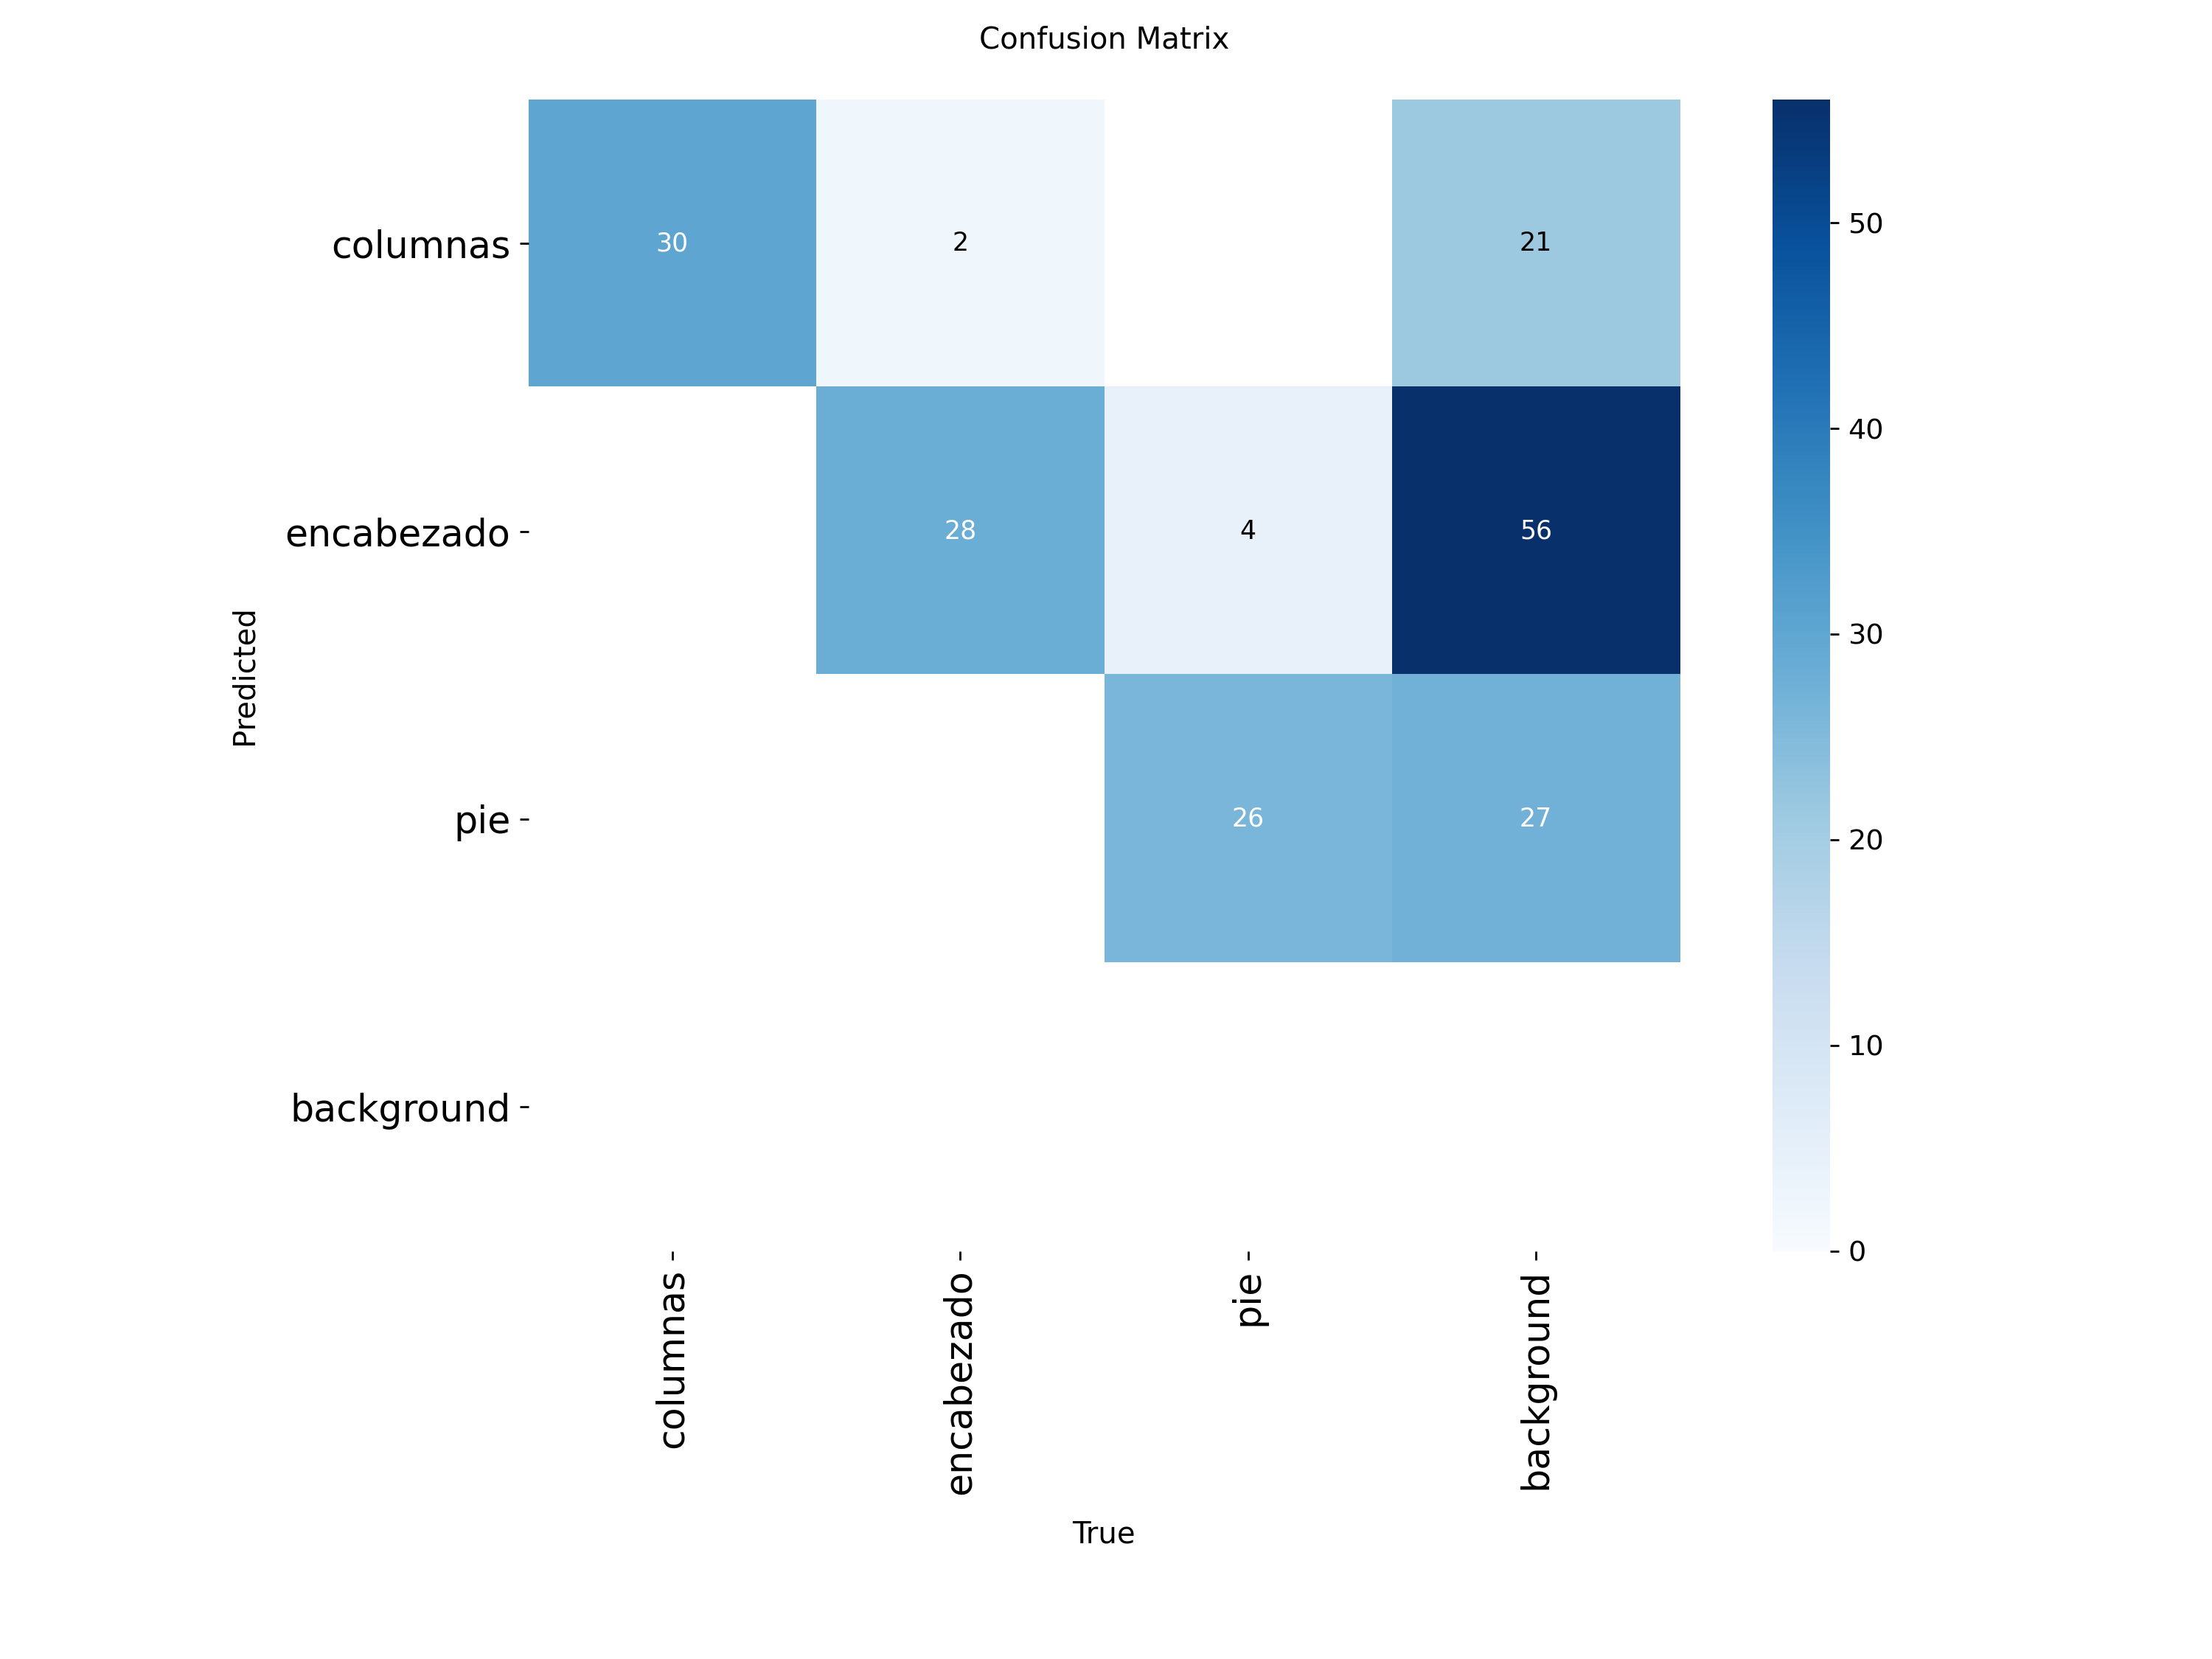 Confusion Matrix
columnas
30
2
21
encabezado
28
4
56
pie
26
27
background
Predicted
columnas
encabezado
pie
background
True
50
40
30
20
10
0